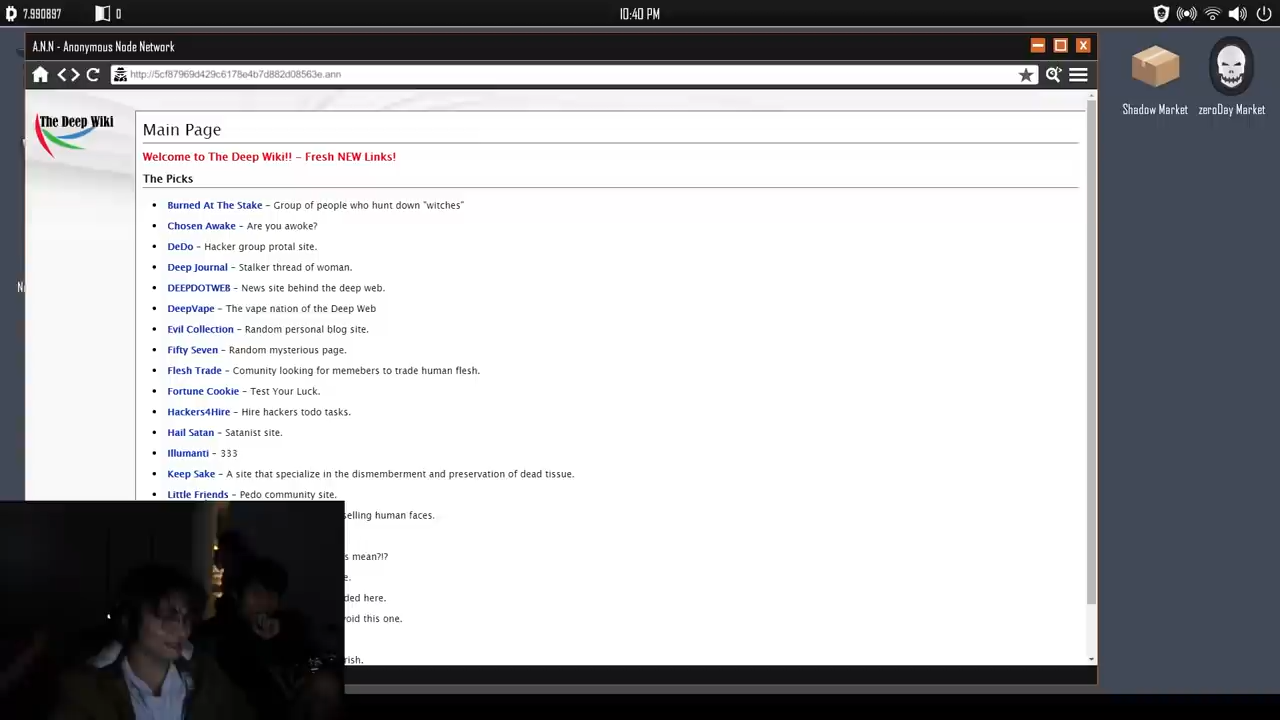 7.990897
0
10:40 PM
A.N.N - Anonymous Node Network
http://5cf87969d429c6178e4b7d882d08563e.ann
Shadow Market
zeroDay Market
The Deep Wiki
Main Page
Welcome to The Deep Wiki!! - Fresh NEW Links!
The Picks
Burned At The Stake - Group of people who hunt down "witches"
Chosen Awake - Are you awoke?
DeDo - Hacker group protal site.
Deep Journal - Stalker thread of woman.
DEEPDOTWEB - News site behind the deep web.
DeepVape - The vape nation of the Deep Web
Evil Collection - Random personal blog site.
Fifty Seven - Random mysterious page.
Flesh Trade - Comunity looking for memebers to trade human flesh.
Fortune Cookie - Test Your Luck.
Hackers4Hire - Hire hackers todo tasks.
Hail Satan - Satanist site.
Illumanti - 333
Keep Sake - A site that specialize in the dismemberment and preservation of dead tissue.
Little Friends - Pedo community site.
selling human faces.
s mean?!?
e.
ded here.
void this one.
rish.